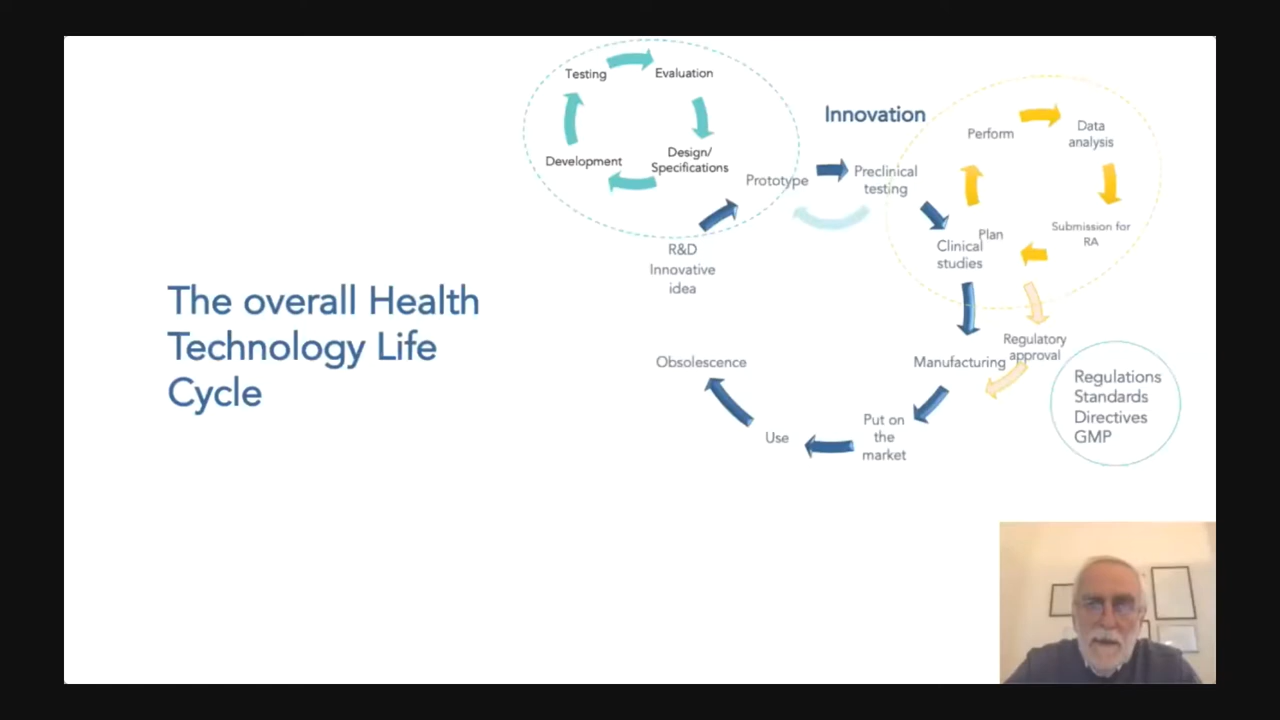 The overall Health
Technology Life
Cycle
Testing
Evaluation
Design/
Specifications
Development
Innovation
Prototype
Preclinical
testing
R&D
Innovative
idea
Perform
Data
analysis
Submission for
RA
Plan
Clinical
studies
Regulatory
approval
Manufacturing
Regulations
Standards
Directives
GMP
Put on
the
market
Use
Obsolescence